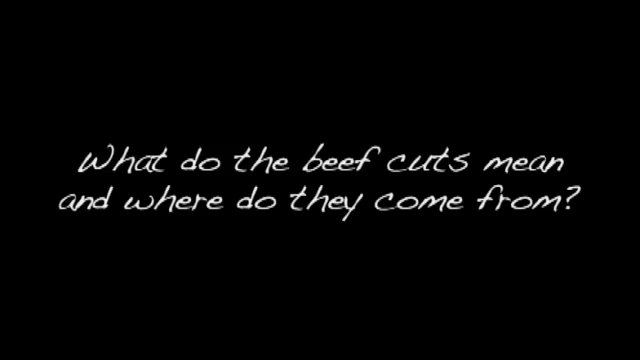 What do the beef cuts mean
and where do they come from?